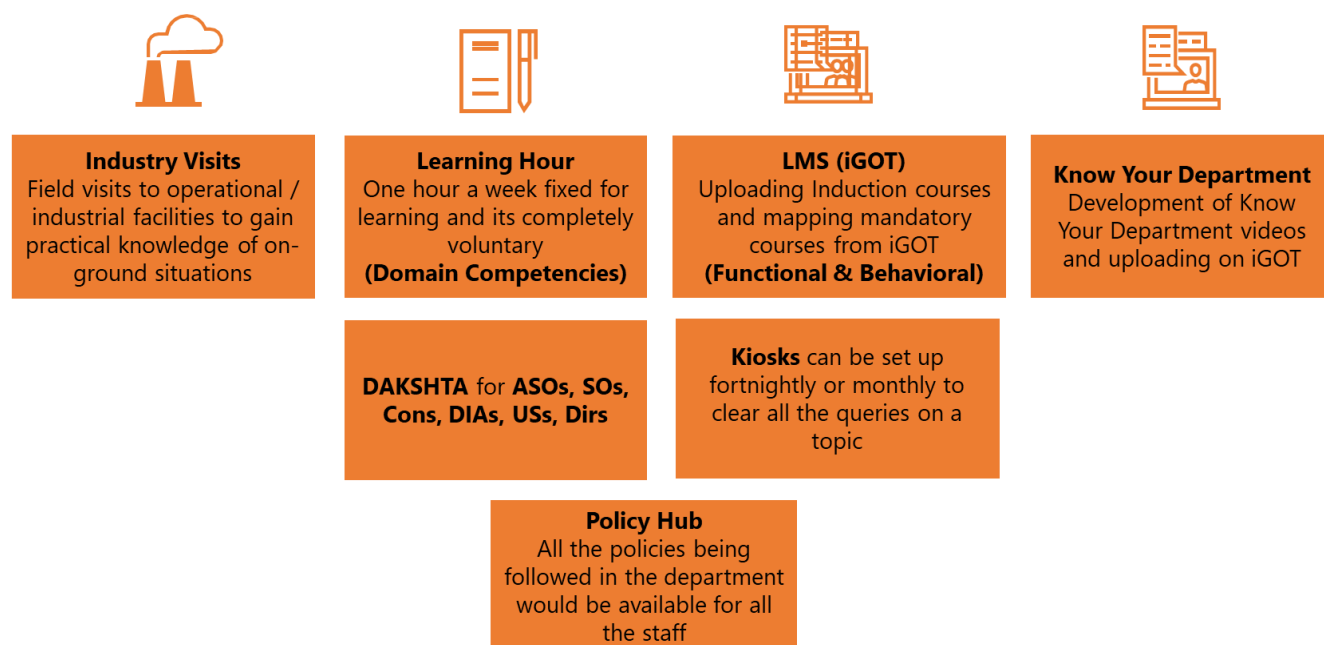 Industry Visits
Field visits to operational /
industrial facilities to gain
practical knowledge of on-
ground situations
Learning Hour
One hour a week fixed for
learning and its completely
voluntary
(Domain Competencies)
LMS (iGOT)
Uploading Induction courses
and mapping mandatory
courses from iGOT
(Functional & Behavioral)
Know Your Department
Development of Know
Your Department videos
and uploading on iGOT
DAKSHTA for ASOs, SOs,
Cons, DIAs, USs, Dirs
Kiosks can be set up
fortnightly or monthly to
clear all the queries on a
topic
Policy Hub
All the policies being
followed in the department
would be available for all
the staff